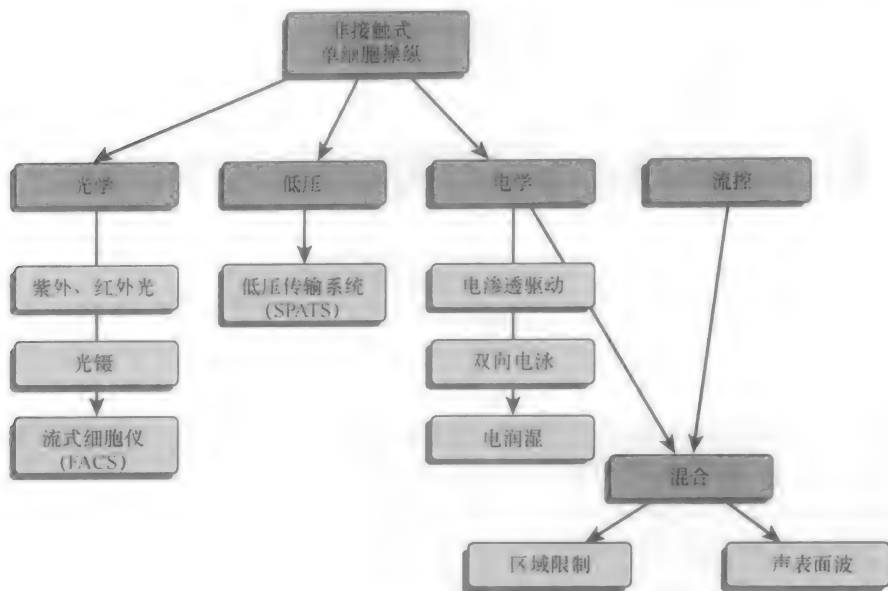 非接触式
单细胞操纵
光学
低压
电学
流控
紫外、红外光
低压传输系统
(SPATS)
电渗透驱动
光镊
双向电泳
流式细胞仪
(FACS)
电润湿
混合
区域限制
声表面波